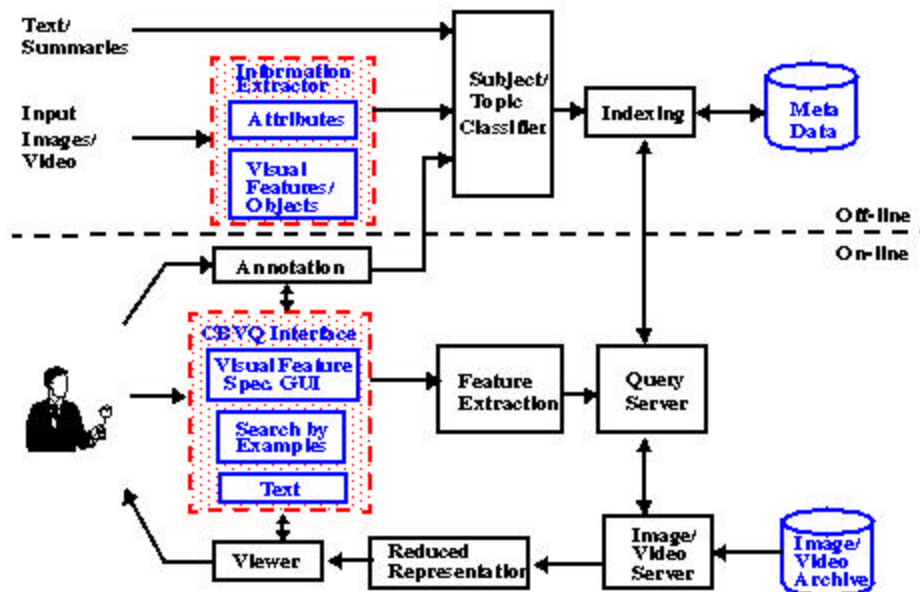 Text/
Summaries
Input
Images/
Video
Information
Extractor
Attributes
Visual
Features/
Objects
Subject/
Topic
Classifier
Indexing
Meta
Data
Off-line
On-line
Annotation
CBVQ Interface
Visual Feature
Spec. GUI
Search by
Examples
Text
Feature
Extraction
Query
Server
Viewer
Reduced
Representation
Image/
Video
Server
Image/
Video
Archive